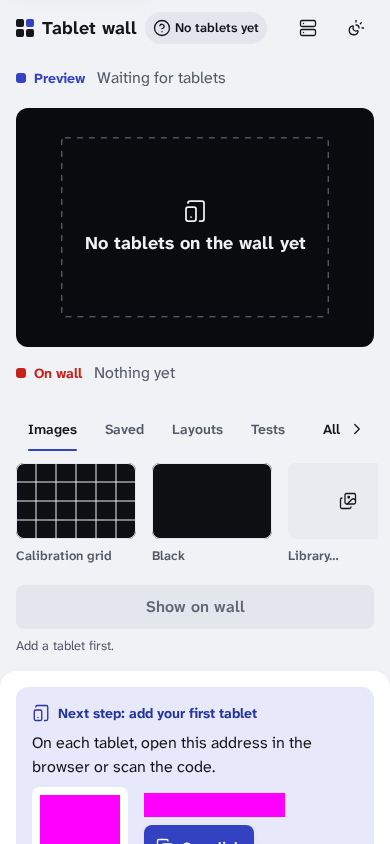 Tablet wall
No tablets yet
Preview Waiting for tablets
No tablets on the wall yet
On wall Nothing yet
Images Saved Layouts Tests All
Calibration grid Black Library...
Show on wall
Add a tablet first.
Next step: add your first tablet
On each tablet, open this address in the
browser or scan the code.